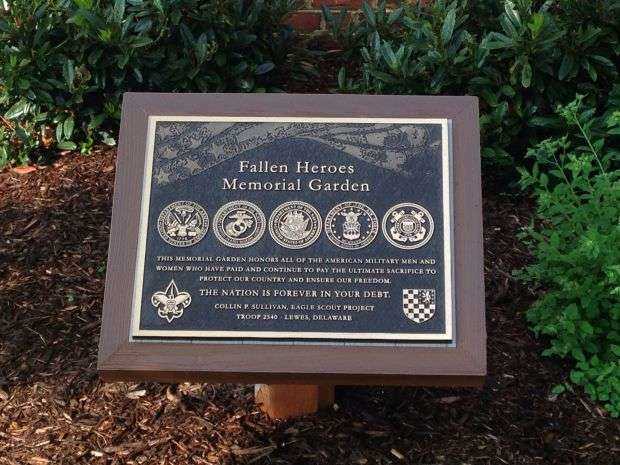 Fallen Heroes
Memorial Garden
THIS MEMORIAL GARDEN HONORS ALL OF THE AMERICAN MILITARY MEN AND
WOMEN WHO HAVE PAID AND CONTINUE TO PAY THE ULTIMATE SACRIFICE TO
PROTECT OUR COUNTRY AND ENSURE OUR FREEDOM.
THE NATION IS FOREVER IN YOUR DEBT.
COLLIN P. SULLIVAN, EAGLE SCOUT PROJECT
TROOP 2540 - LEWES, DELAWARE